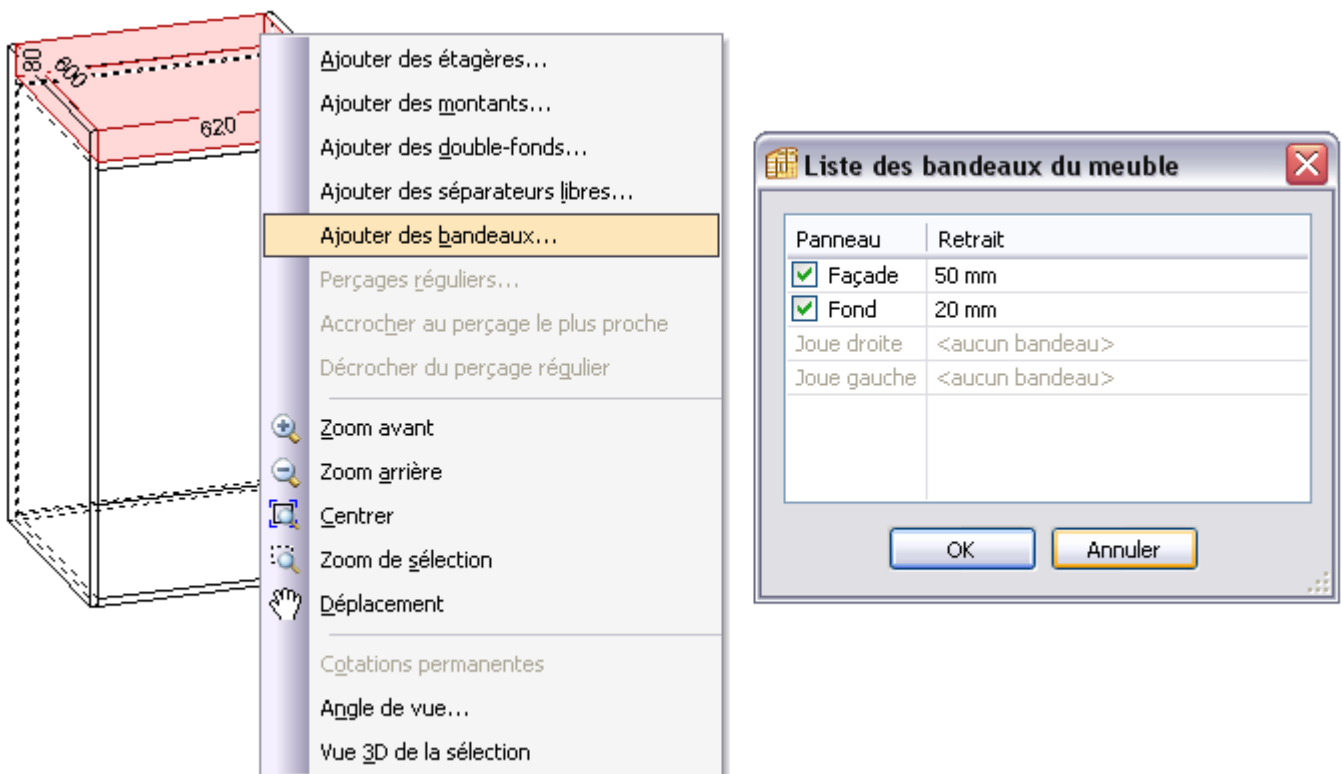 80
600
620
Ajouter des étagères...
Ajouter des montants...
Ajouter des double-fonds...
Ajouter des séparateurs libres...
Ajouter des bandeaux...
Perçages réguliers...
Accrocher au perçage le plus proche
Décrocher du perçage régulier
Zoom avant
Zoom arrière
Centrer
Zoom de sélection
Déplacement
Cotations permanentes
Angle de vue...
Vue 3D de la sélection
Liste des bandeaux du meuble
Panneau Retrait
Façade 50 mm
Fond 20 mm
Joue droite <aucun bandeau>
Joue gauche <aucun bandeau>
OK Annuler